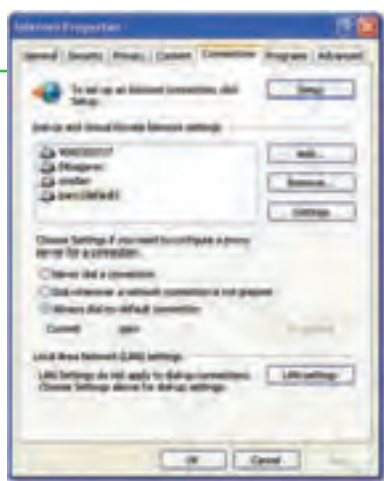 Internet Properties
General Security Privacy Content Connections Programs Advanced
To set up an Internet connection, click
Setup.
Setup
Dial-up and Virtual Private Network settings
Add...
Remove...
Settings
Choose Settings if you need to configure a proxy
server for a connection.
Never dial a connection
Dial whenever a network connection is not present
Always dial my default connection
Current
Local Area Network (LAN) settings
LAN Settings do not apply to dial-up connections.
Choose Settings above for dial-up settings.
LAN Settings
OK Cancel